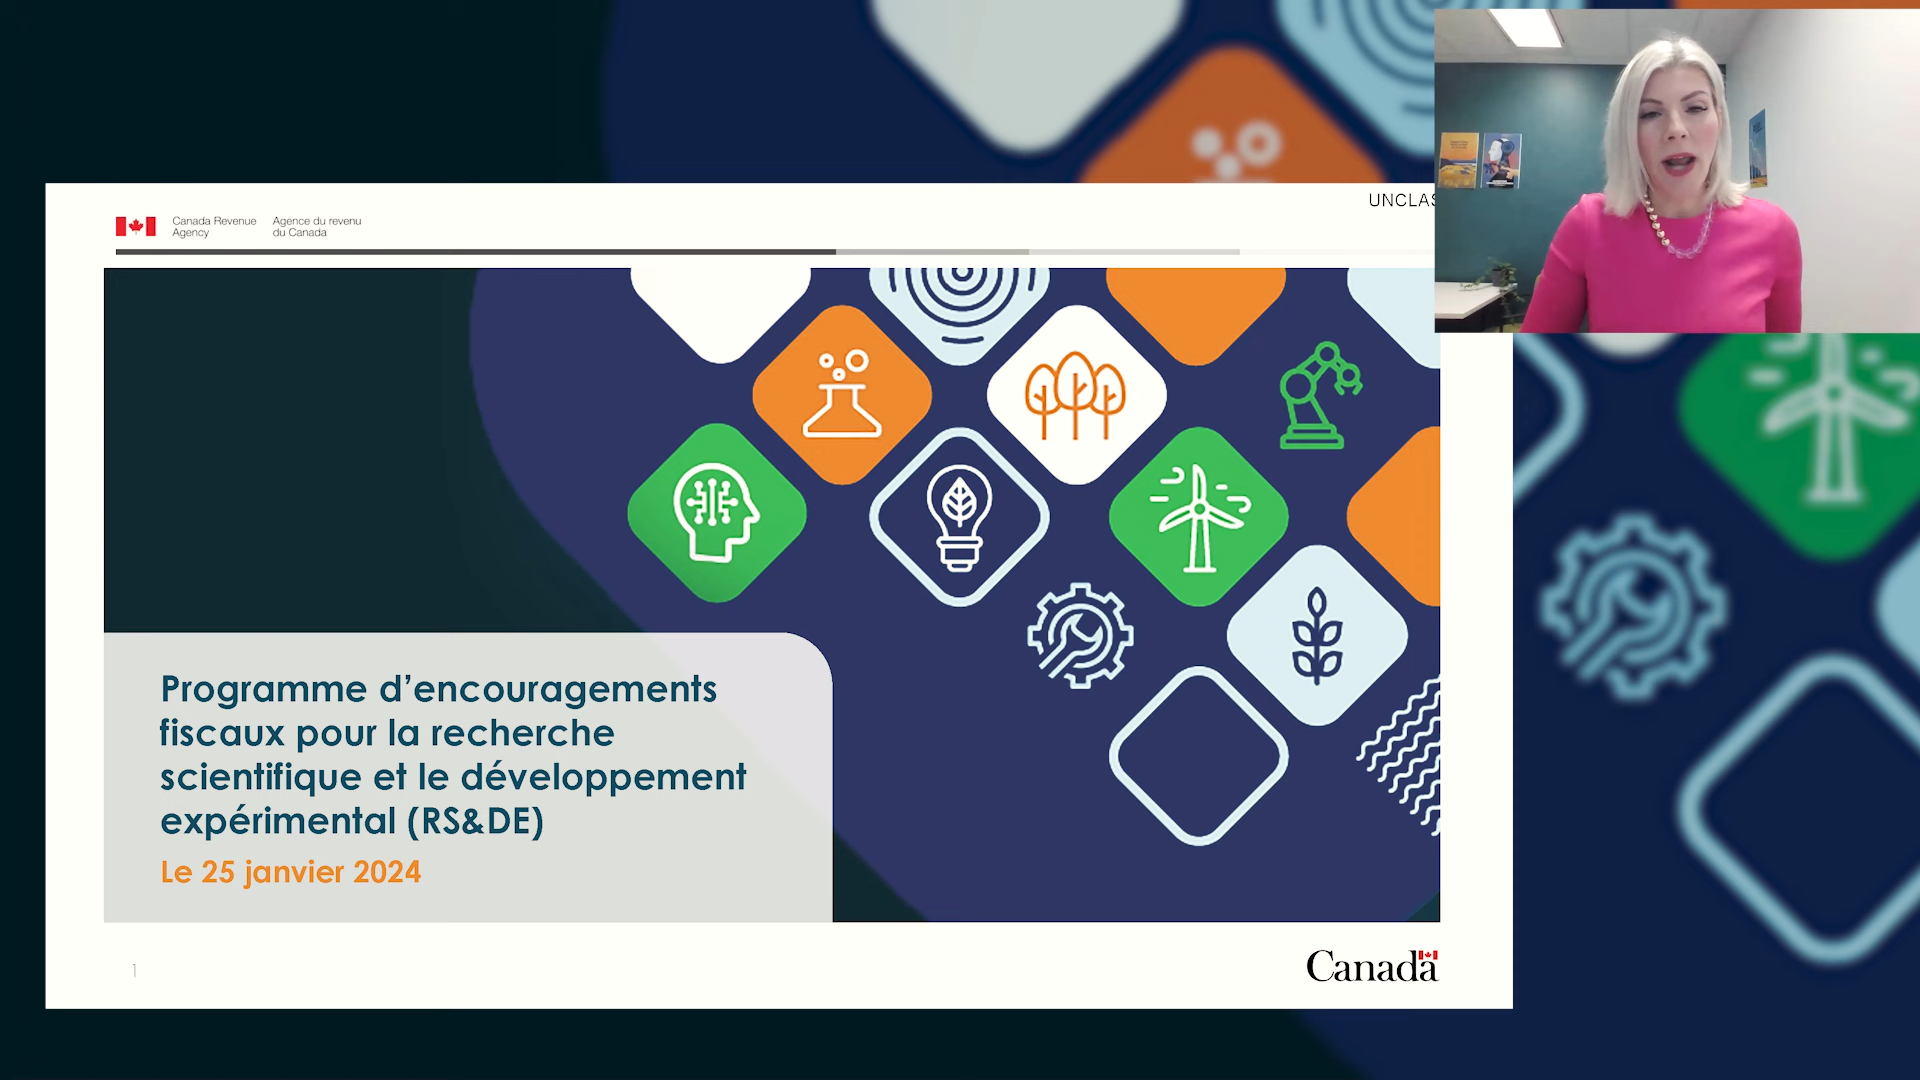 UNCLAS
Canada Revenue Agence du revenu
Agency du Canada
Programme d’encouragements
fiscaux pour la recherche
scientifique et le développement
expérimental (RS&DE)
Le 25 janvier 2024
1
Canada